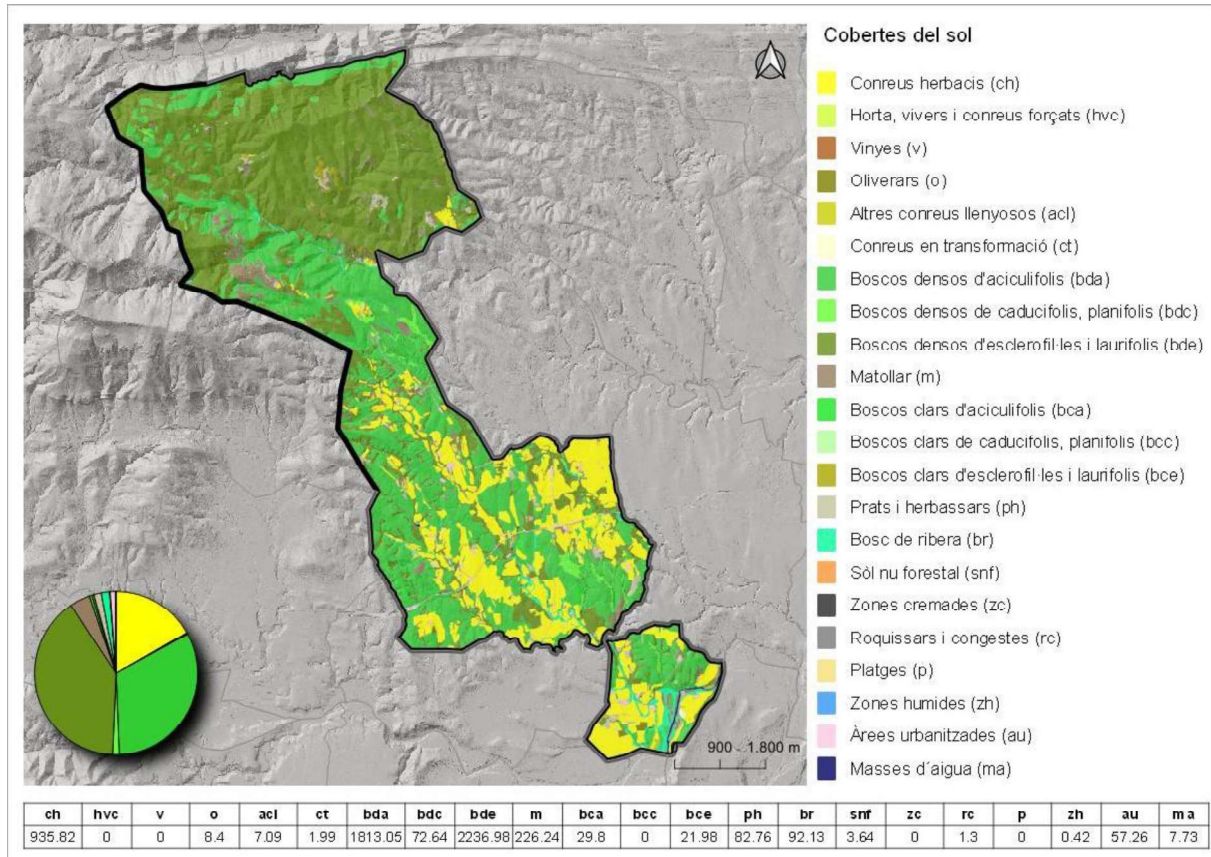 Cobertes del sol
Conreus herbacis (ch)
Horta, vivers i conreus forçats (hvc)
Vinyes (v)
Oliverars (o)
Altres conreus llenyosos (acl)
Conreus en transformació (ct)
Boscos densos d'aciculifolis (bda)
Boscos densos de caducifolis, planifolis (bdc)
Boscos densos d'esclerofil·les i laurifolis (bde)
Matollar (m)
Boscos clars d'aciculifolis (bca)
Boscos clars de caducifolis, planifolis (bcc)
Boscos clars d'esclerofil·les i laurifolis (bce)
Prats i herbassars (ph)
Bosc de ribera (br)
Sòl nu forestal (snf)
Zones cremades (zc)
Roquissars i congestes (rc)
Platges (p)
Zones humides (zh)
Àrees urbanitzades (au)
Masses d´aigua (ma)
900 - 1.800 m
ch hvc v o acl ct bda bdc bde m bca bcc bce ph br snf zc rc p zh au ma
935.82 0 0 8.4 7.09 1.99 1813.05 72.64 2236.98 226.24 29.8 0 21.98 82.76 92.13 3.64 0 1.3 0 0.42 57.26 7.73